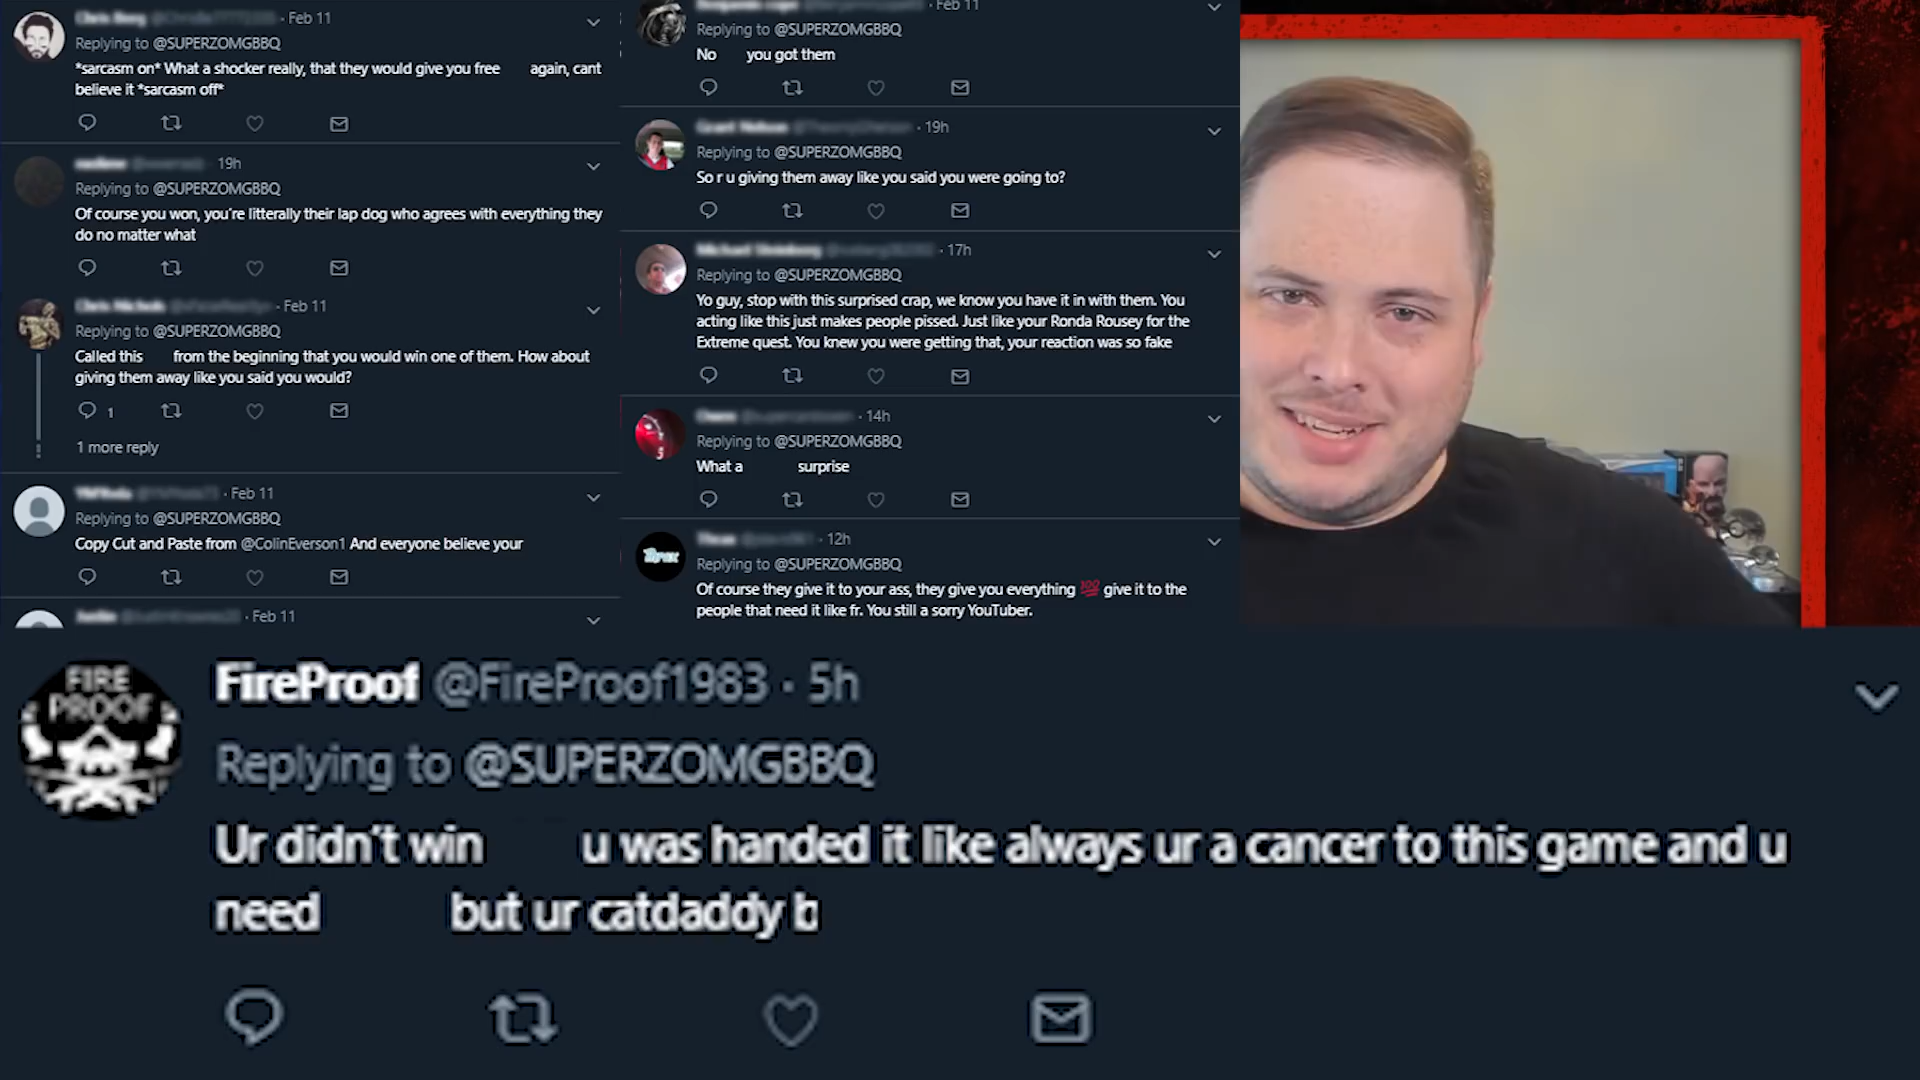 Feb 11
Replying to @SUPERZOMGBBQ
*sarcasm on* What a shocker really, that they would give you free again, cant
believe it *sarcasm off*
19h
Replying to @SUPERZOMGBBQ
Of course you won, you're litterally their lap dog who agrees with everything they
do no matter what
Feb 11
Replying to @SUPERZOMGBBQ
Called this from the beginning that you would win one of them. How about
giving them away like you said you would?
1
1 more reply
Feb 11
Replying to @SUPERZOMGBBQ
Copy Cut and Paste from @ColinEverson1 And everyone believe your
Feb 11
Feb 11
Replying to @SUPERZOMGBBQ
No you got them
19h
Replying to @SUPERZOMGBBQ
So r u giving them away like you said you were going to?
17h
Replying to @SUPERZOMGBBQ
Yo guy, stop with this surprised crap, we know you have it in with them. You
acting like this just makes people pissed. Just like your Ronda Rousey for the
Extreme quest. You knew you were getting that, your reaction was so fake
14h
Replying to @SUPERZOMGBBQ
What a surprise
12h
Replying to @SUPERZOMGBBQ
Of course they give it to your ass, they give you everything 💯 give it to the
people that need it like fr. You still a sorry YouTuber.
FIRE
PROOF
FireProof @FireProof1983 · 5h
Replying to @SUPERZOMGBBQ
Ur didn't win u was handed it like always ur a cancer to this game and u
need but ur catdaddy b